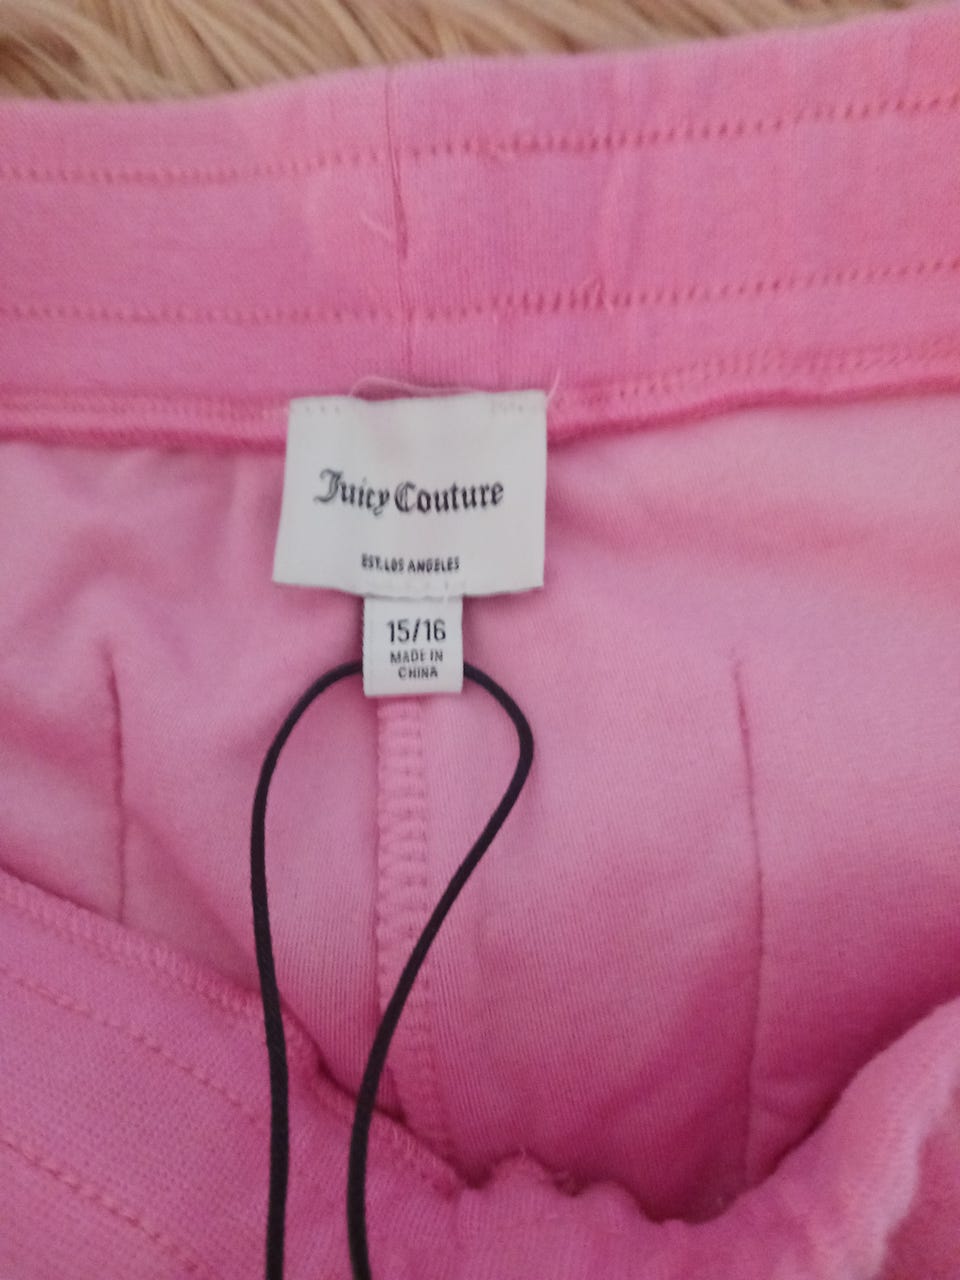 Juicy Couture
EST. LOS ANGELES
15/16
MADE IN
CHINA